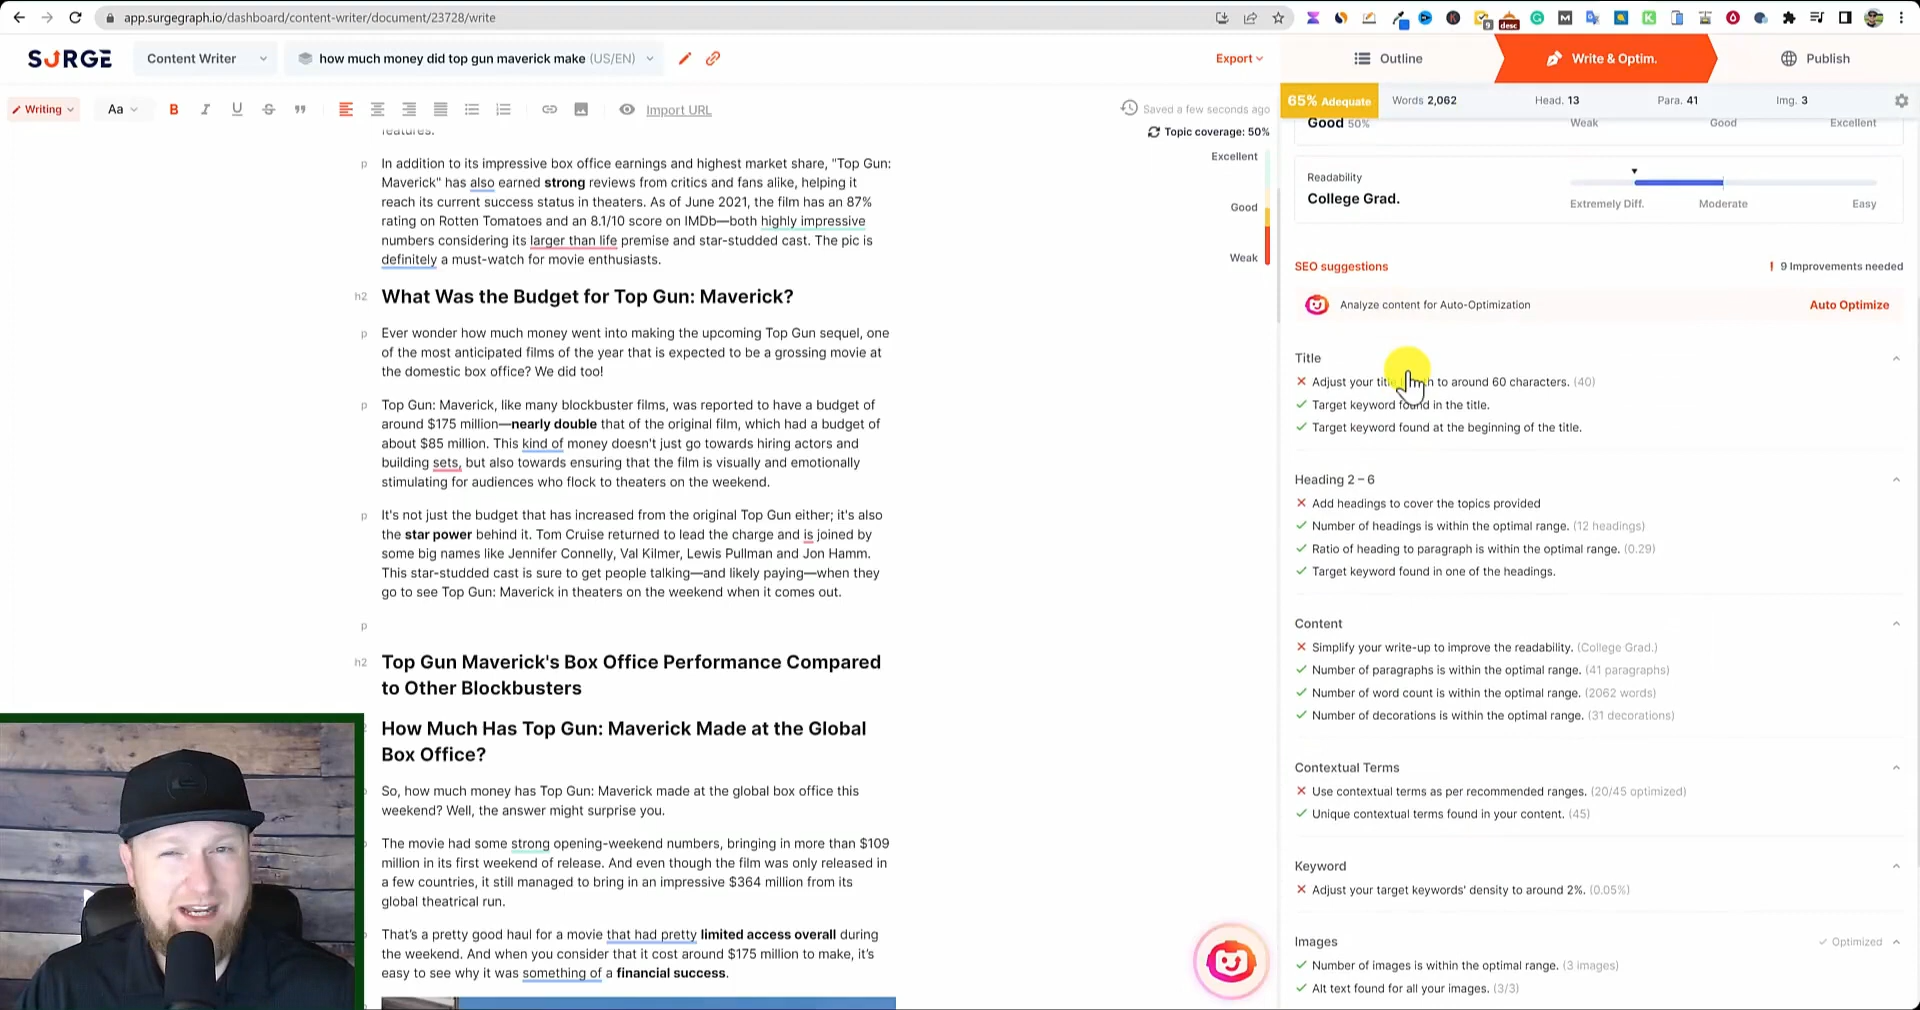 app.surgegraph.io/dashboard/content-writer/document/23728/write
9
desc
SURGE
Content Writer
how much money did top gun maverick make (US/EN)
Export
Outline
Write & Optim.
Publish
Writing
Aa
B
I
U
S
Import URL
Saved a few seconds ago
65% Adequate
Words 2,062
Head. 13
Para. 41
Img. 3
Topic coverage: 50%
Excellent
Good
Weak
features.
p
In addition to its impressive box office earnings and highest market share, "Top Gun:
Maverick" has also earned strong reviews from critics and fans alike, helping it
reach its current success status in theaters. As of June 2021, the film has an 87%
rating on Rotten Tomatoes and an 8.1/10 score on IMDb—both highly impressive
numbers considering its larger than life premise and star-studded cast. The pic is
definitely a must-watch for movie enthusiasts.
h2
What Was the Budget for Top Gun: Maverick?
p
Ever wonder how much money went into making the upcoming Top Gun sequel, one
of the most anticipated films of the year that is expected to be a grossing movie at
the domestic box office? We did too!
p
Top Gun: Maverick, like many blockbuster films, was reported to have a budget of
around $175 million—nearly double that of the original film, which had a budget of
about $85 million. This kind of money doesn't just go towards hiring actors and
building sets, but also towards ensuring that the film is visually and emotionally
stimulating for audiences who flock to theaters on the weekend.
p
It's not just the budget that has increased from the original Top Gun either; it's also
the star power behind it. Tom Cruise returned to lead the charge and is joined by
some big names like Jennifer Connelly, Val Kilmer, Lewis Pullman and Jon Hamm.
This star-studded cast is sure to get people talking—and likely paying—when they
go to see Top Gun: Maverick in theaters on the weekend when it comes out.
p
h2
Top Gun Maverick's Box Office Performance Compared
to Other Blockbusters
How Much Has Top Gun: Maverick Made at the Global
Box Office?
So, how much money has Top Gun: Maverick made at the global box office this
weekend? Well, the answer might surprise you.
The movie had some strong opening-weekend numbers, bringing in more than $109
million in its first weekend of release. And even though the film was only released in
a few countries, it still managed to bring in an impressive $364 million from its
global theatrical run.
That's a pretty good haul for a movie that had pretty limited access overall during
the weekend. And when you consider that it cost around $175 million to make, it's
easy to see why it was something of a financial success.
Good 50%
Weak
Good
Excellent
Readability
College Grad.
Extremely Diff.
Moderate
Easy
SEO suggestions
9 Improvements needed
Analyze content for Auto-Optimization
Auto Optimize
Title
Adjust your title to around 60 characters. (40)
Target keyword found in the title.
Target keyword found at the beginning of the title.
Heading 2 – 6
Add headings to cover the topics provided
Number of headings is within the optimal range. (12 headings)
Ratio of heading to paragraph is within the optimal range. (0.29)
Target keyword found in one of the headings.
Content
Simplify your write-up to improve the readability. (College Grad.)
Number of paragraphs is within the optimal range. (41 paragraphs)
Number of word count is within the optimal range. (2062 words)
Number of decorations is within the optimal range. (31 decorations)
Contextual Terms
Use contextual terms as per recommended ranges. (20/45 optimized)
Unique contextual terms found in your content. (45)
Keyword
Adjust your target keywords' density to around 2%. (0.05%)
Images
Optimized
Number of images is within the optimal range. (3 images)
Alt text found for all your images. (3/3)